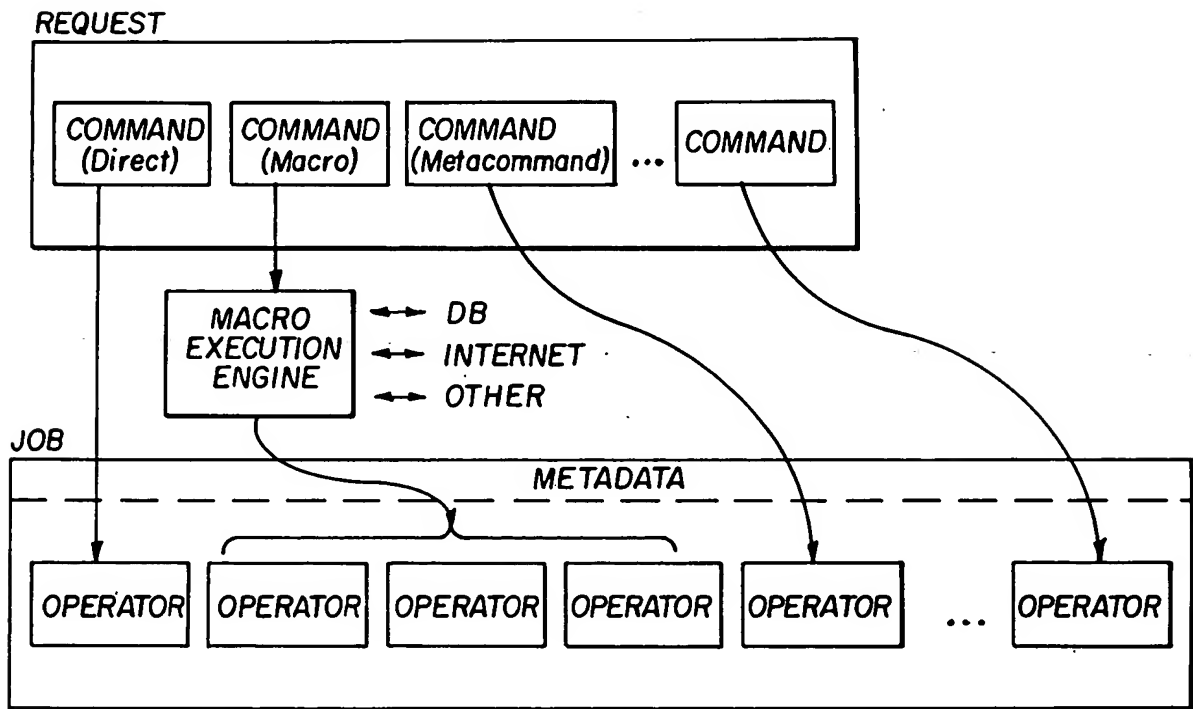 REQUEST
COMMAND
(Direct)
COMMAND
(Macro)
COMMAND
(Metacommand)
...
COMMAND
MACRO
EXECUTION
ENGINE
DB
INTERNET
OTHER
JOB
METADATA
OPERATOR
OPERATOR
OPERATOR
OPERATOR
OPERATOR
...
OPERATOR